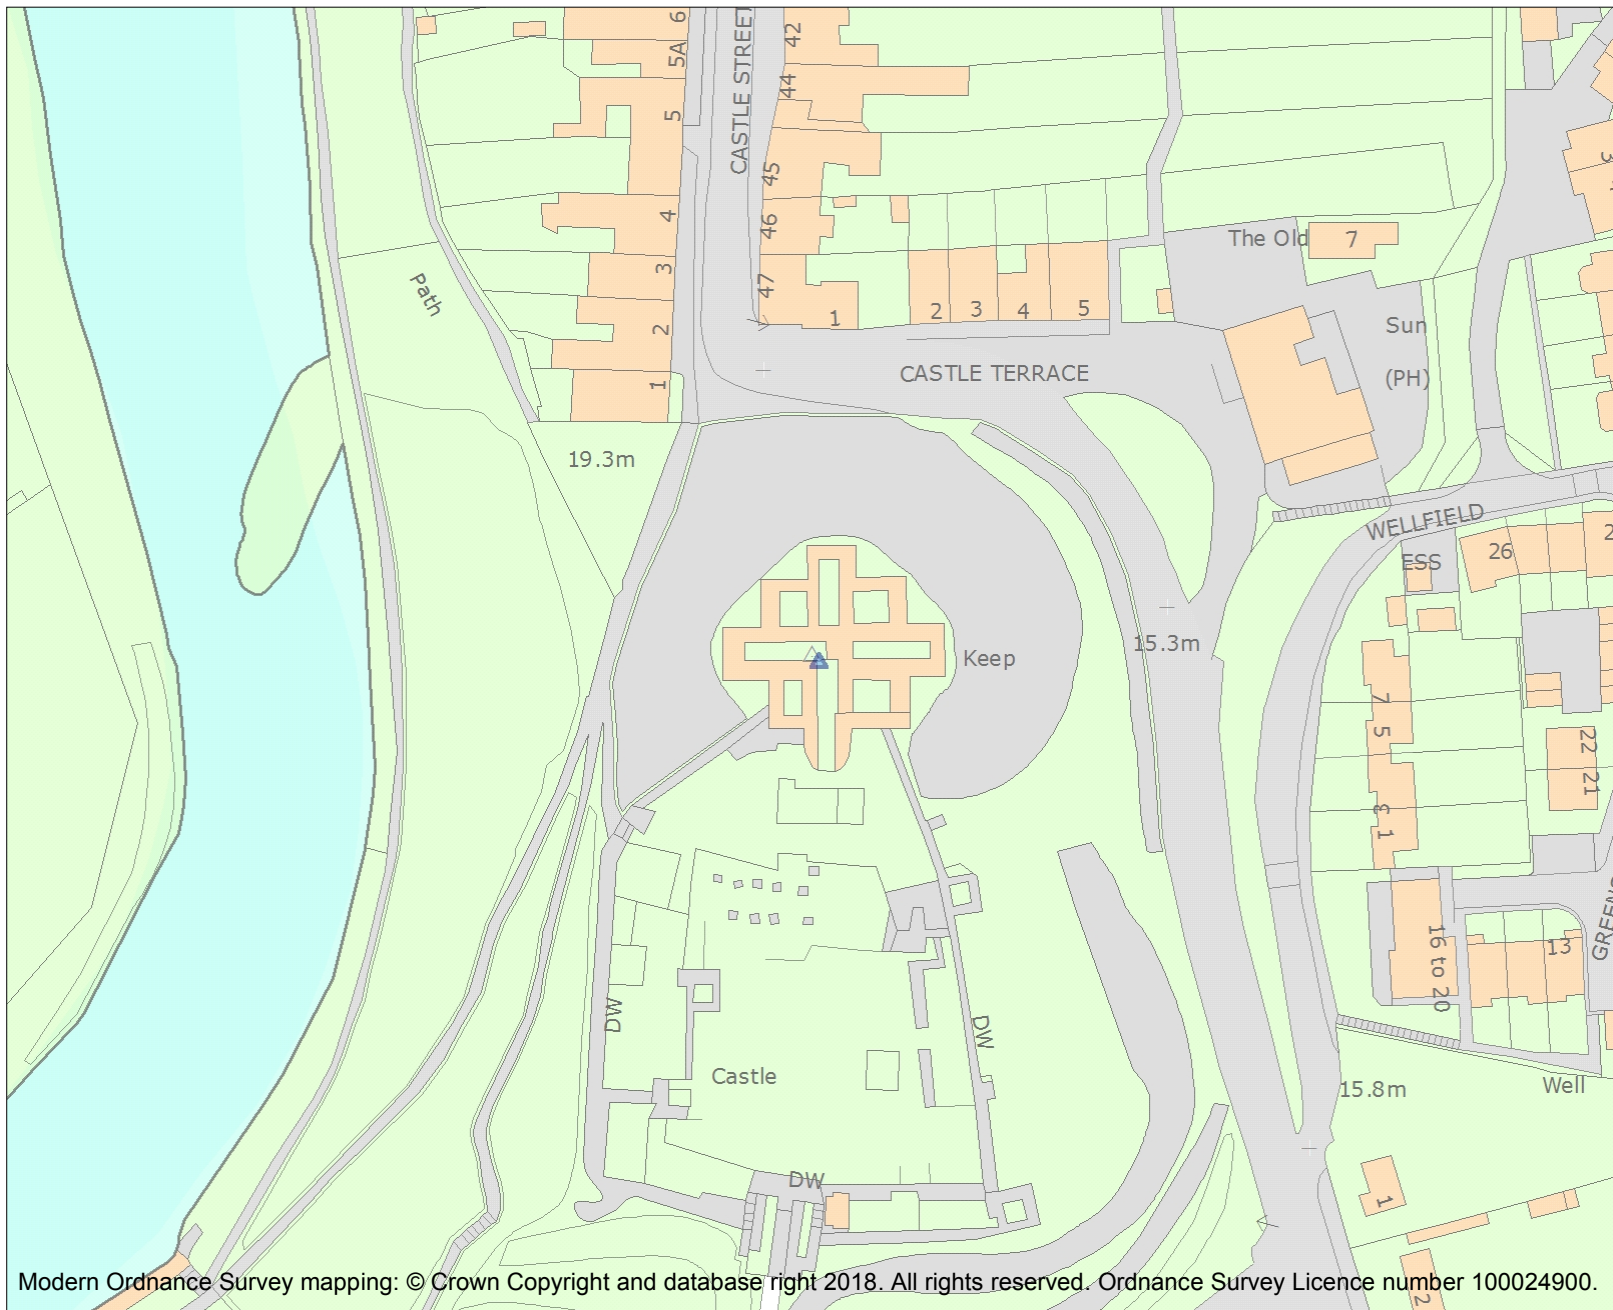 6
5A
5
4
3
2
1
CASTLE STREET
42
44
45
46
47
1
2
3
4
5
The Old
7
Sun
(PH)
CASTLE TERRACE
Path
19.3m
WELLFIELD
ESS
26
2
3
Keep
15.3m
7
5
3
1
22
21
16 to 20
13
DW
DW
Castle
DW
15.8m
Well
1
2
Modern Ordnance Survey mapping: © Crown Copyright and database right 2018. All rights reserved. Ordnance Survey Licence number 100024900.